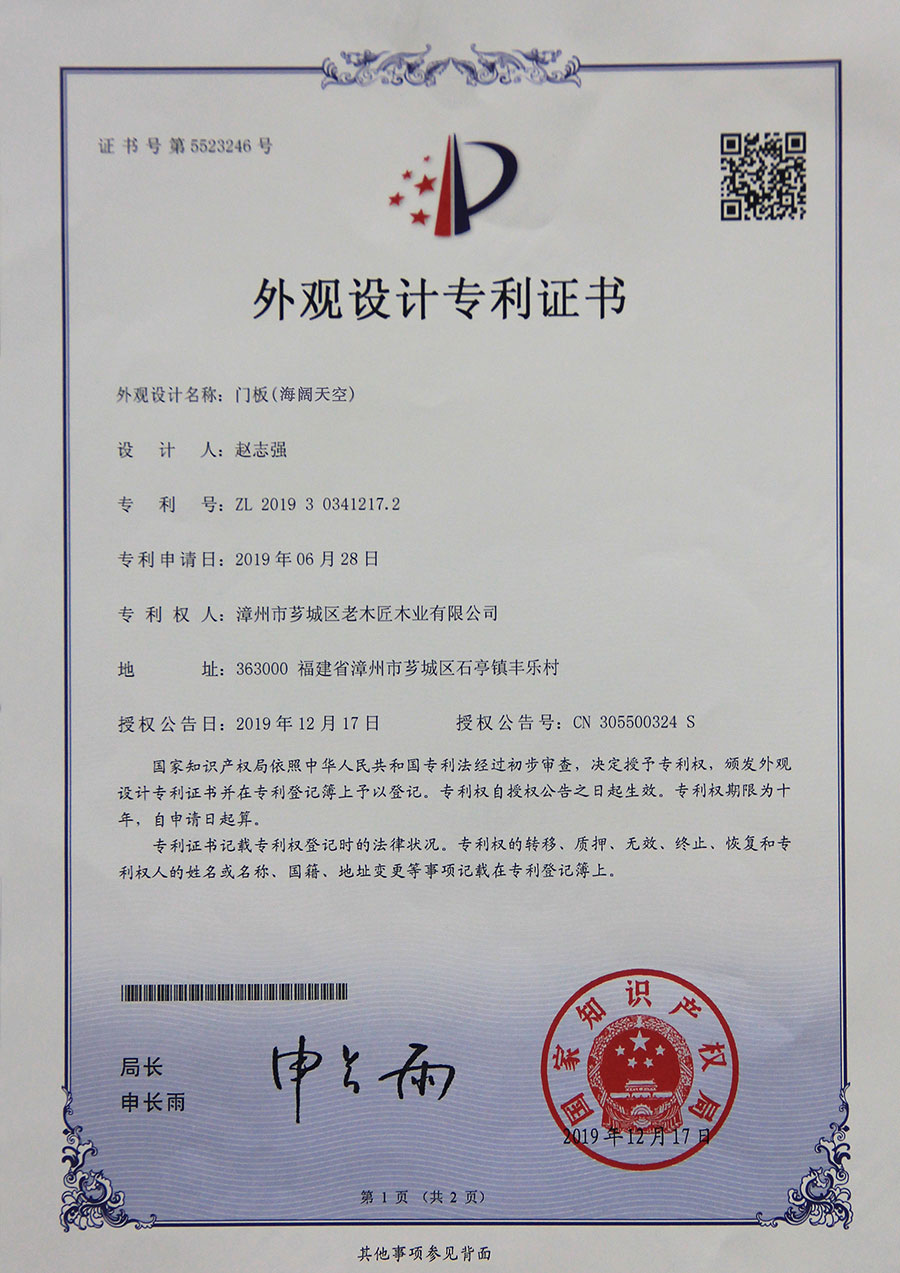 证书号第5523246号
外观设计专利证书
外观设计名称：门板(海阔天空)
设计人：赵志强
专利号：ZL 2019 3 0341217.2
专利申请日：2019年06月28日
专利权人：漳州市芗城区老木匠木业有限公司
地址：363000 福建省漳州市芗城区石亭镇丰乐村
授权公告日：2019年12月17日 授权公告号：CN 305500324 S
国家知识产权局依照中华人民共和国专利法经过初步审查，决定授予专利权，颁发外观
设计专利证书并在专利登记簿上予以登记。专利权自授权公告之日起生效。专利权期限为十
年，自申请日起算。
专利证书记载专利权登记时的法律状况。专利权的转移、质押、无效、终止、恢复和专
利权人的姓名或名称、国籍、地址变更等事项记载在专利登记簿上。
局长
申长雨
申长雨
国家知识产权局
2019年12月17日
第1页（共2页）
其他事项参见背面